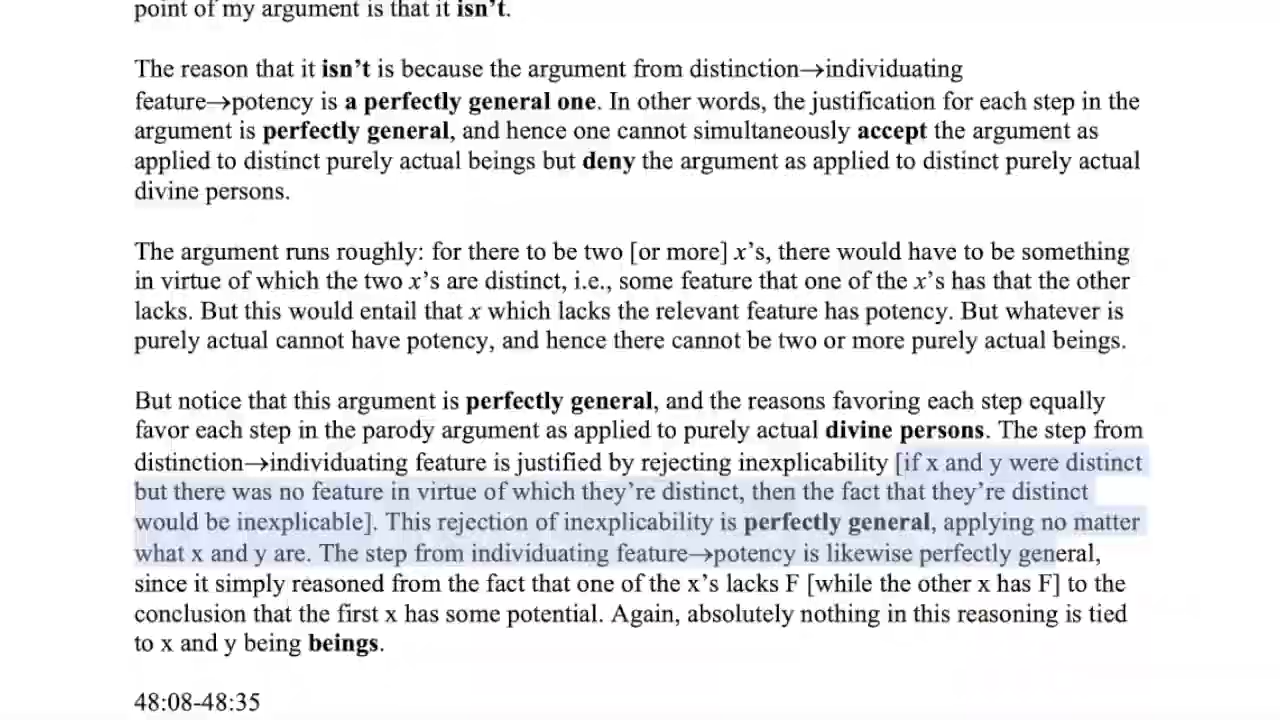 point of my argument is that it isn't.
The reason that it isn't is because the argument from distinction→individuating
feature→potency is a perfectly general one. In other words, the justification for each step in the
argument is perfectly general, and hence one cannot simultaneously accept the argument as
applied to distinct purely actual beings but deny the argument as applied to distinct purely actual
divine persons.
The argument runs roughly: for there to be two [or more] x's, there would have to be something
in virtue of which the two x's are distinct, i.e., some feature that one of the x's has that the other
lacks. But this would entail that x which lacks the relevant feature has potency. But whatever is
purely actual cannot have potency, and hence there cannot be two or more purely actual beings.
But notice that this argument is perfectly general, and the reasons favoring each step equally
favor each step in the parody argument as applied to purely actual divine persons. The step from
distinction→individuating feature is justified by rejecting inexplicability [if x and y were distinct
but there was no feature in virtue of which they're distinct, then the fact that they're distinct
would be inexplicable]. This rejection of inexplicability is perfectly general, applying no matter
what x and y are. The step from individuating feature→potency is likewise perfectly general,
since it simply reasoned from the fact that one of the x's lacks F [while the other x has F] to the
conclusion that the first x has some potential. Again, absolutely nothing in this reasoning is tied
to x and y being beings.
48:08-48:35